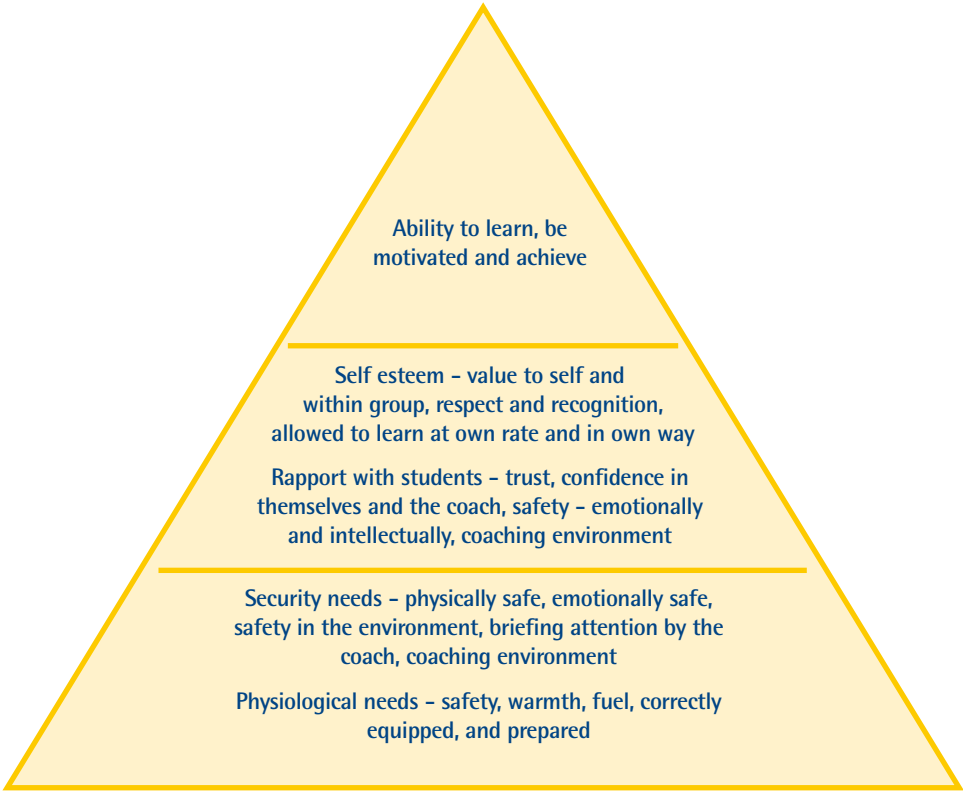 Ability to learn, be
motivated and achieve
Self esteem - value to self and
within group, respect and recognition,
allowed to learn at own rate and in own way
Rapport with students - trust, confidence in
themselves and the coach, safety - emotionally
and intellectually, coaching environment
Security needs - physically safe, emotionally safe,
safety in the environment, briefing attention by the
coach, coaching environment
Physiological needs - safety, warmth, fuel, correctly
equipped, and prepared